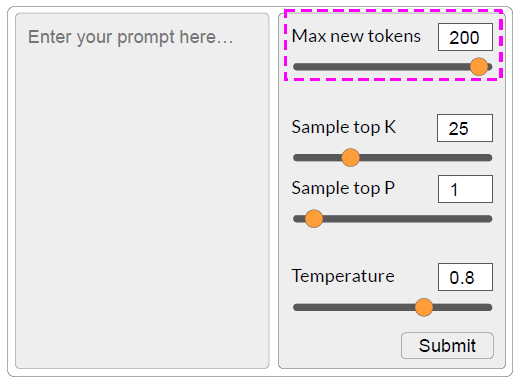 Enter your prompt here…
Max new tokens 200
Sample top K 25
Sample top P 1
Temperature 0.8
Submit